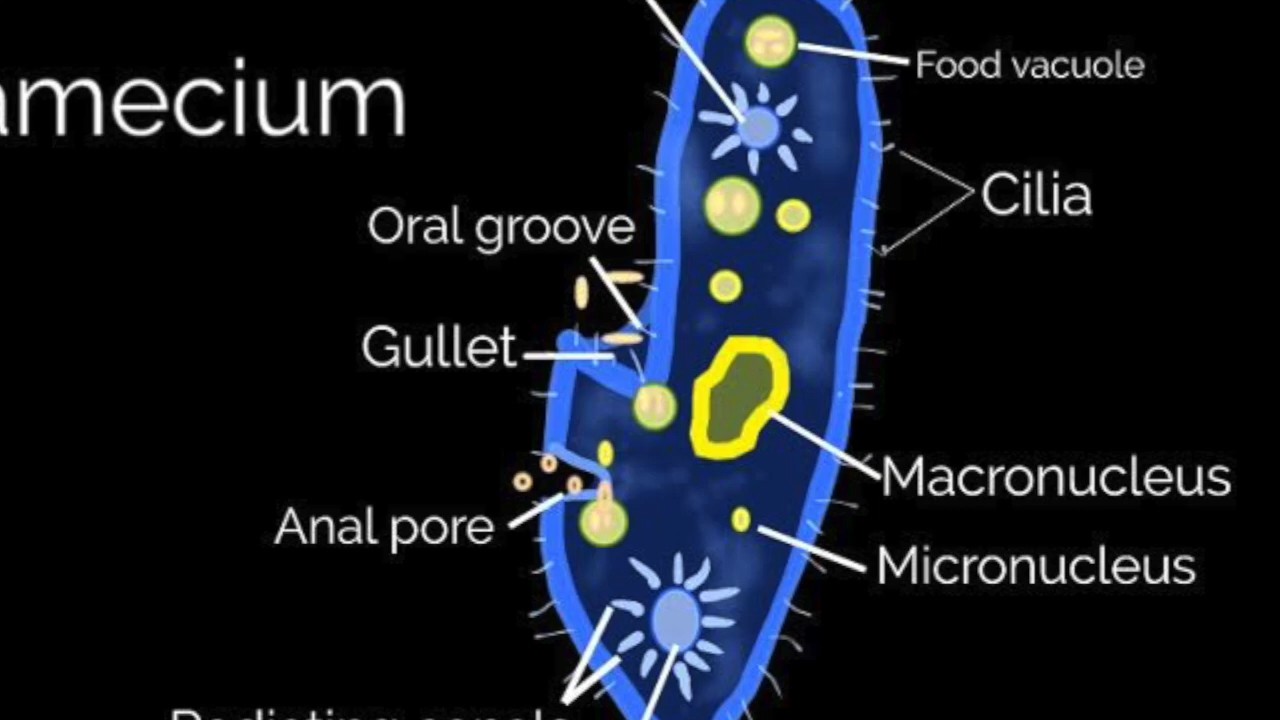 Food vacuole
amecium
Cilia
Oral groove
Gullet
Macronucleus
Anal pore
Micronucleus